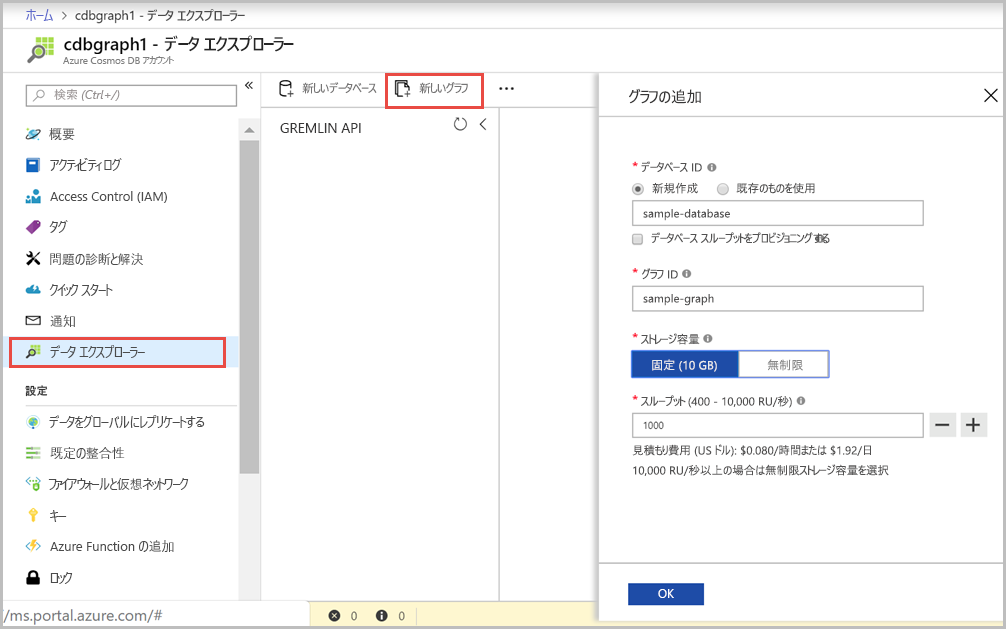 ホーム > cdbgraph1 - データ エクスプローラー
cdbgraph1 - データ エクスプローラー
Azure Cosmos DB アカウント
検索 (Ctrl+/)
«
概要
アクティビティログ
Access Control (IAM)
タグ
問題の診断と解決
クイック スタート
通知
データ エクスプローラー
設定
データをグローバルにレプリケートする
既定の整合性
ファイアウォールと仮想ネットワーク
キー
Azure Function の追加
ロック
/ms.portal.azure.com/#
新しいデータベース
新しいグラフ
...
GREMLIN API
0
0
グラフの追加
* データベース ID
新規作成
既存のものを使用
sample-database
データベース スループットをプロビジョニングする
* グラフ ID
sample-graph
* ストレージ容量
固定 (10 GB)
無制限
* スループット (400 - 10,000 RU/秒)
1000
見積もり費用 (US ドル): $0.080/時間または $1.92/日
10,000 RU/秒以上の場合は無制限ストレージ容量を選択
OK